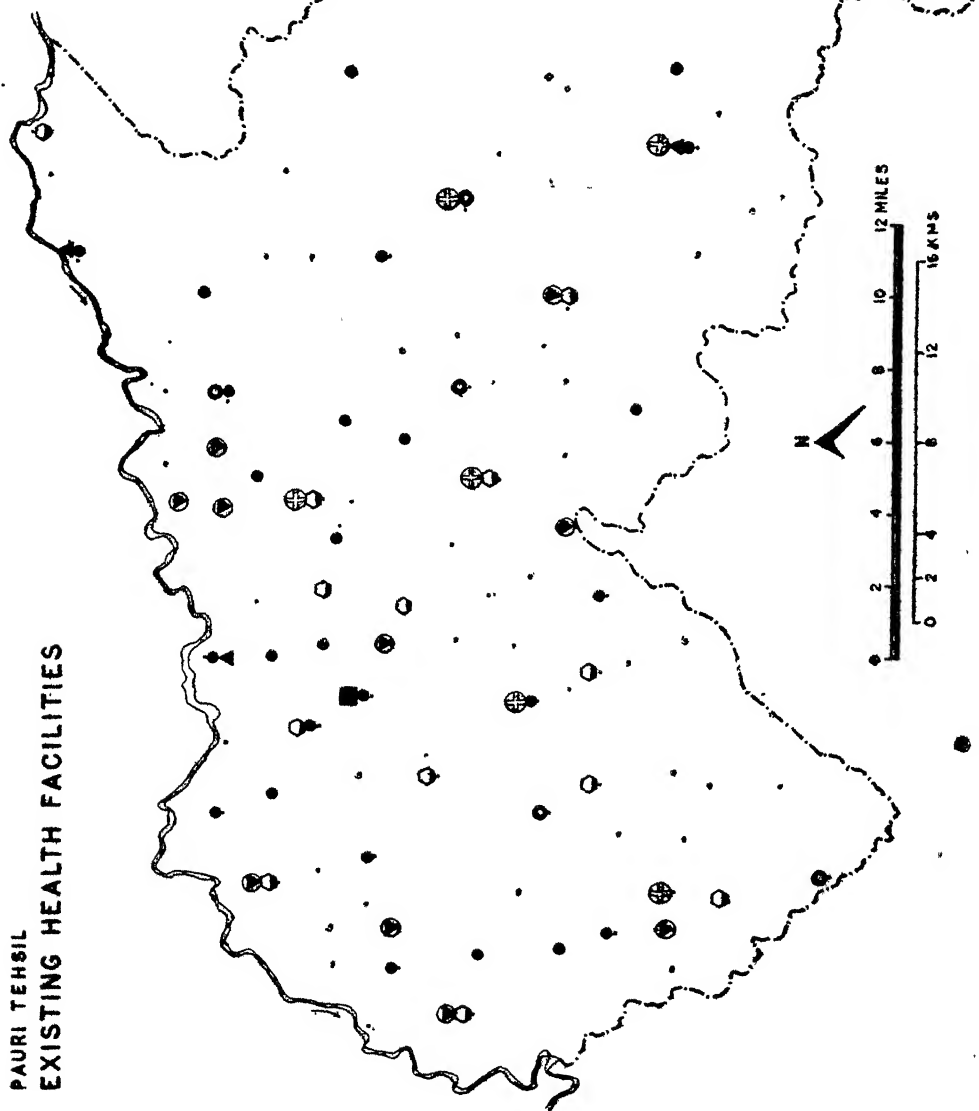 PAURI TEHSIL
EXISTING HEALTH FACILITIES
N
0 2 4 6 8 10 12 MILES
0 2 4 8 12 16 KMS